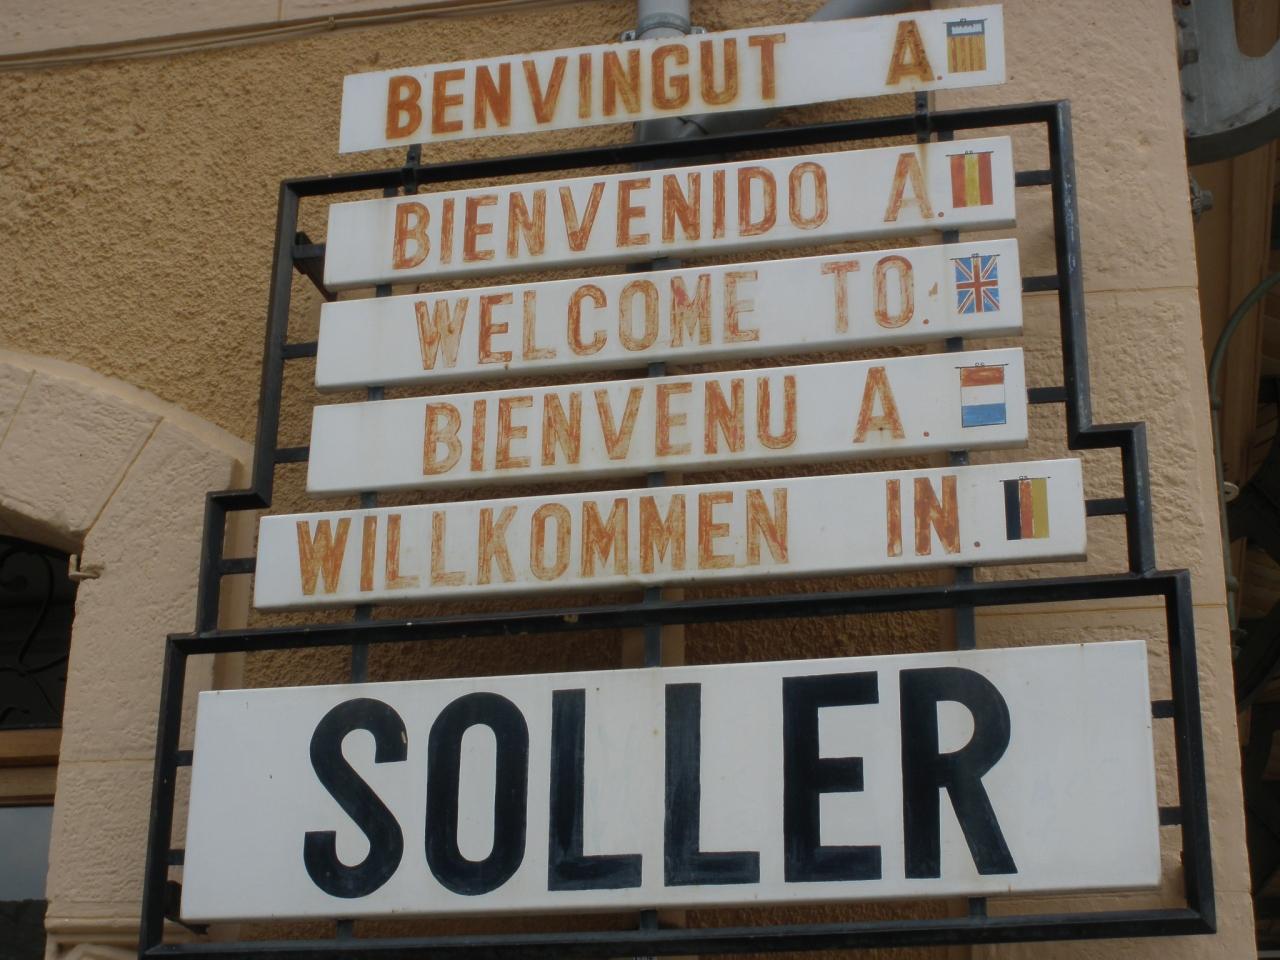 BENVINGUT A.
BIENVENIDO A.
WELCOME TO.
BIENVENU A.
WILLKOMMEN IN.
SOLLER